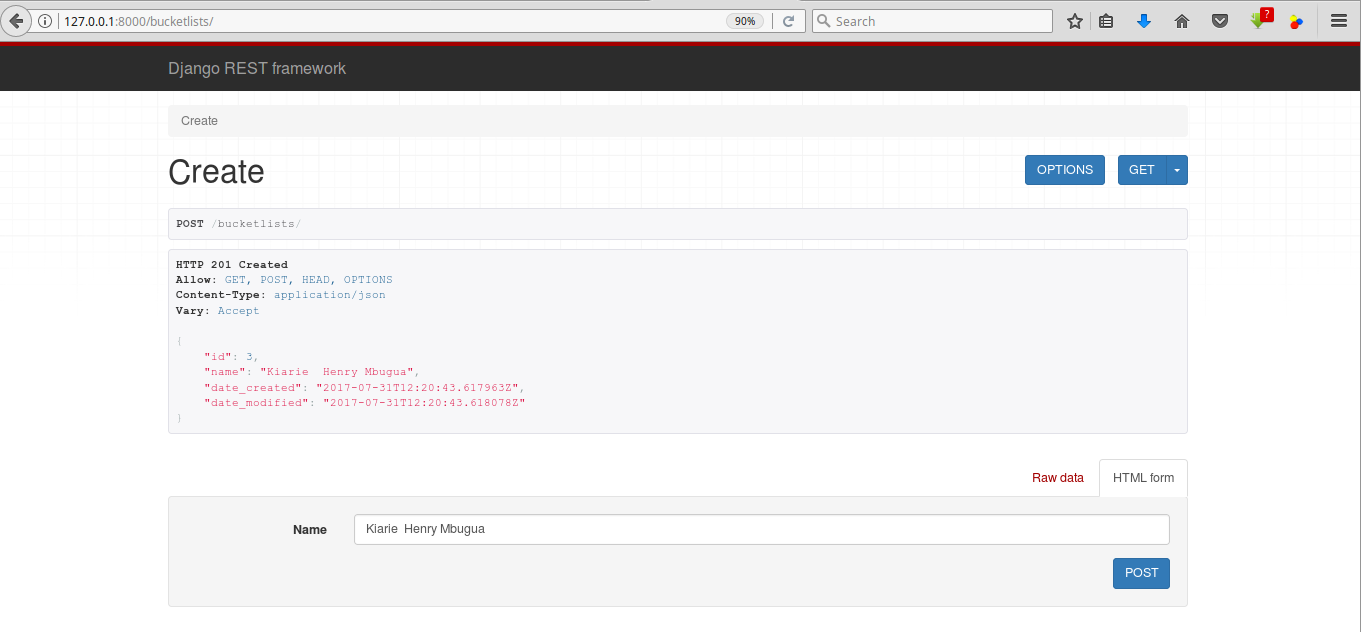 127.0.0.1:8000/bucketlists/ 90% Search ?
Django REST framework
Create
Create OPTIONS GET
POST /bucketlists/
HTTP 201 Created
Allow: GET, POST, HEAD, OPTIONS
Content-Type: application/json
Vary: Accept
{
    "id": 3,
    "name": "Kiarie  Henry Mbugua",
    "date_created": "2017-07-31T12:20:43.617963Z",
    "date_modified": "2017-07-31T12:20:43.618078Z"
}
Raw data HTML form
Name Kiarie  Henry Mbugua
POST